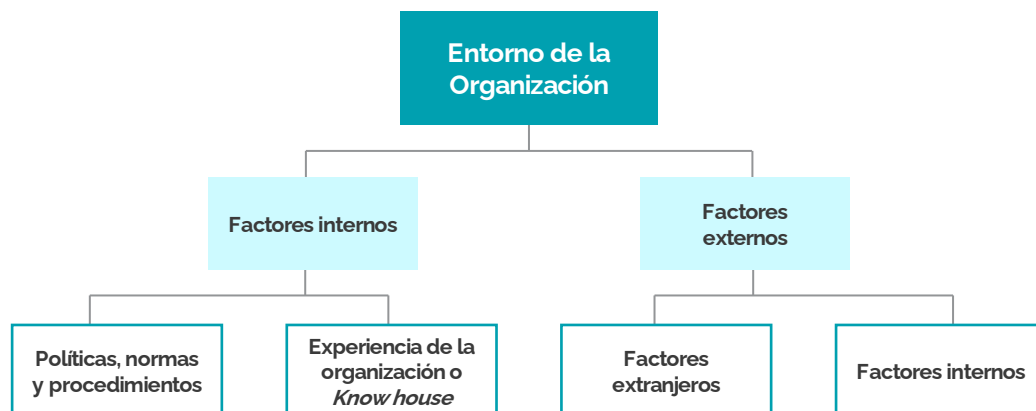 Entorno de la
Organización
Factores internos
Factores
externos
Políticas, normas
y procedimientos
Experiencia de la
organización o
Know house
Factores
extranjeros
Factores internos